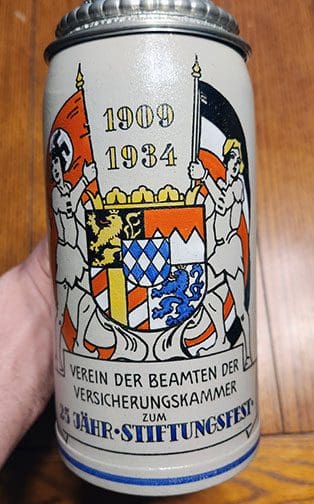 1909
1934
VEREIN DER BEAMTEN DER
VERSICHERUNGSKAMMER
ZUM
25 JÄHR·STIFTUNGSFEST·